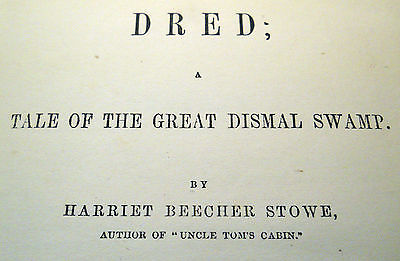 DRED;
A
TALE OF THE GREAT DISMAL SWAMP.
BY
HARRIET BEECHER STOWE,
AUTHOR OF "UNCLE TOM'S CABIN."